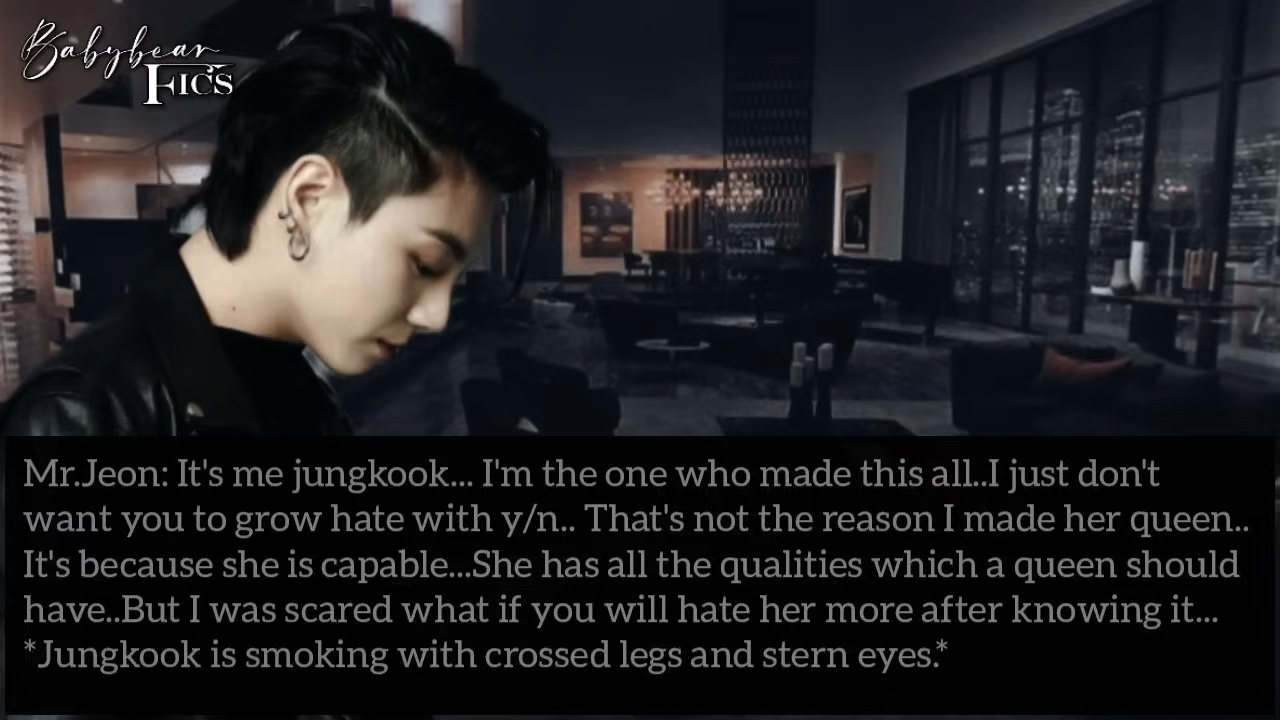 Babybear
Fics
Mr.Jeon: It's me jungkook... I'm the one who made this all..I just don't
want you to grow hate with y/n.. That's not the reason I made her queen..
It's because she is capable...She has all the qualities which a queen should
have..But I was scared what if you will hate her more after knowing it...
*Jungkook is smoking with crossed legs and stern eyes.*